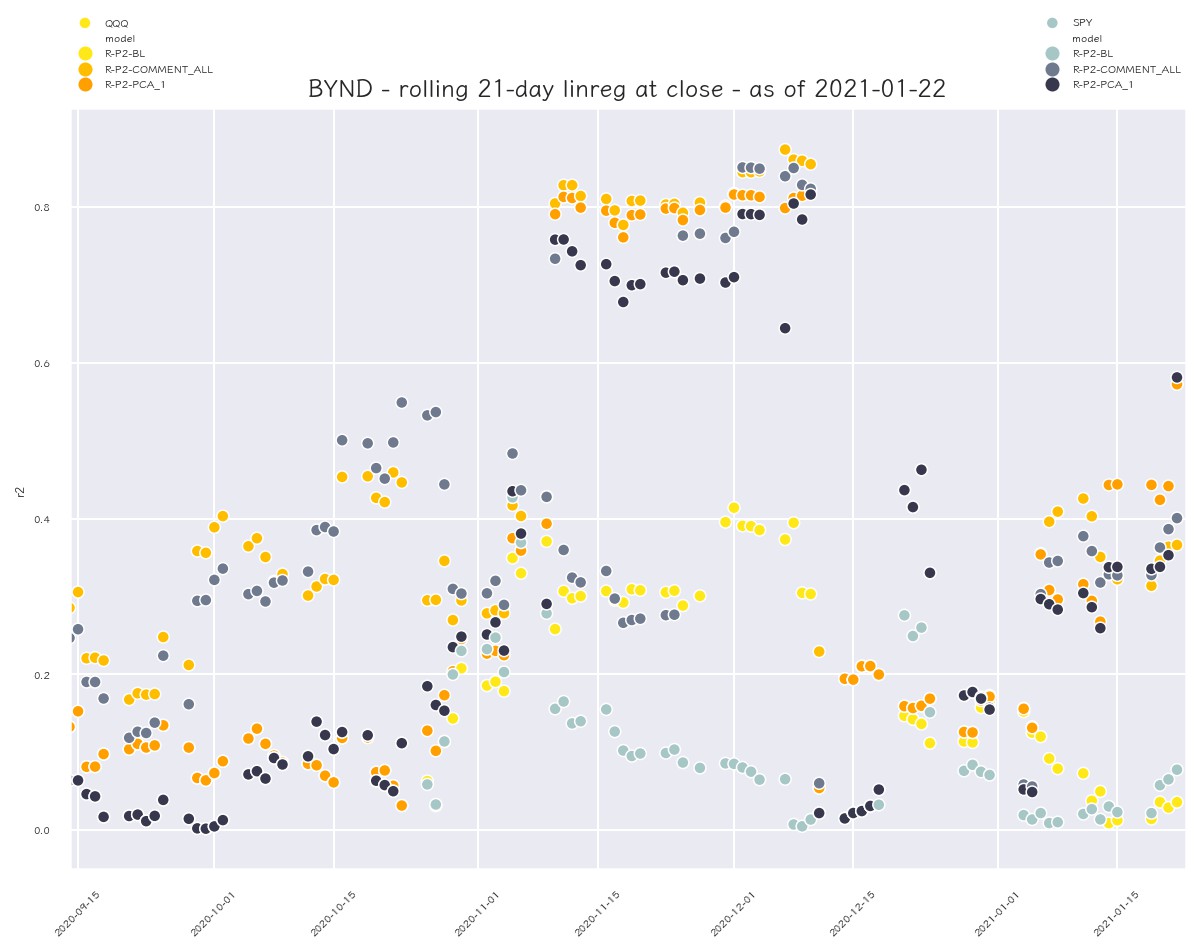 QQQ
model
R-P2-BL
R-P2-COMMENT_ALL
R-P2-PCA_1
SPY
model
R-P2-BL
R-P2-COMMENT_ALL
R-P2-PCA_1
BYND - rolling 21-day linreg at close - as of 2021-01-22
0.8
0.6
0.4
0.2
0.0
r2
2020-09-15
2020-10-01
2020-10-15
2020-11-01
2020-11-15
2020-12-01
2020-12-15
2021-01-01
2021-01-15